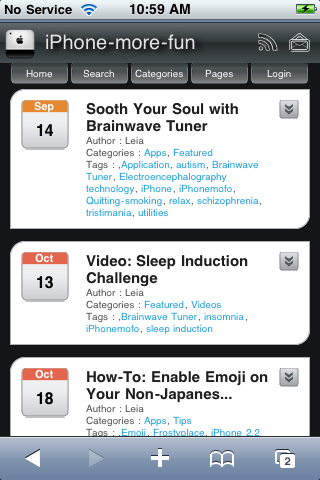 No Service 10:59 AM
iPhone-more-fun
Home Search Categories Pages Login
Sep
14
Sooth Your Soul with
Brainwave Tuner
Author : Leia
Categories : Apps, Featured
Tags : ,Application, autism, Brainwave
Tuner, Electroencephalography
technology, iPhone, iPhonemofo,
Quitting-smoking, relax, schizophrenia,
tristimania, utilities
Oct
13
Video: Sleep Induction
Challenge
Author : Leia
Categories : Featured, Videos
Tags : ,Brainwave Tuner, insomnia,
iPhonemofo, sleep induction
Oct
18
How-To: Enable Emoji on
Your Non-Japanes...
Author : Leia
Categories : Apps, Tips
Tags : ,Emoji, Frostyplace, iPhone 2.2
2